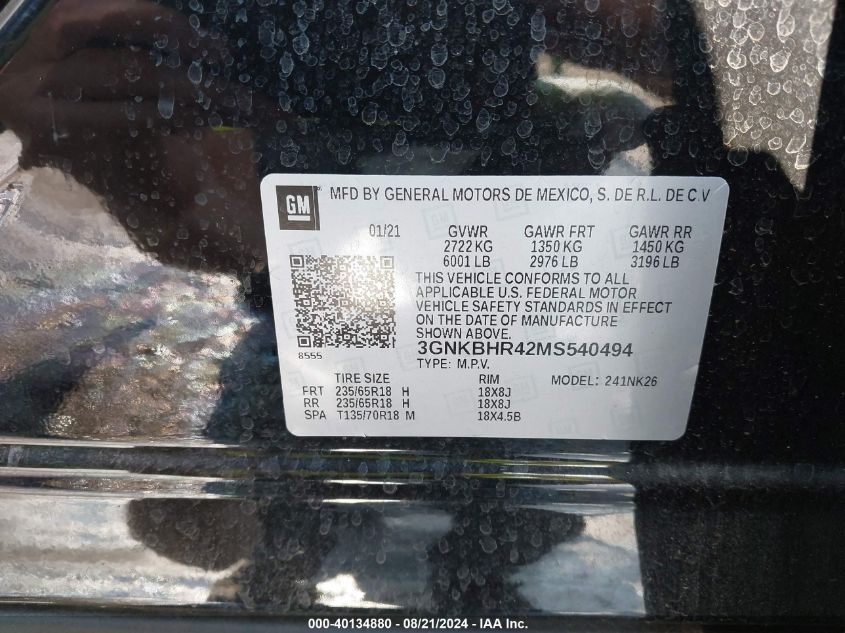 GM
MFD BY GENERAL MOTORS DE MEXICO, S. DE R.L. DE C.V
01/21 GVWR GAWR FRT GAWR RR
2722 KG 1350 KG 1450 KG
6001 LB 2976 LB 3196 LB
THIS VEHICLE CONFORMS TO ALL
APPLICABLE U.S. FEDERAL MOTOR
VEHICLE SAFETY STANDARDS IN EFFECT
ON THE DATE OF MANUFACTURE
SHOWN ABOVE.
8555
3GNKBHR42MS540494
TYPE: M.P.V.
TIRE SIZE RIM MODEL: 241NK26
FRT 235/65R18 H 18X8J
RR 235/65R18 H 18X8J
SPA T135/70R18 M 18X4.5B
000-40134880 - 08/21/2024 - IAA Inc.